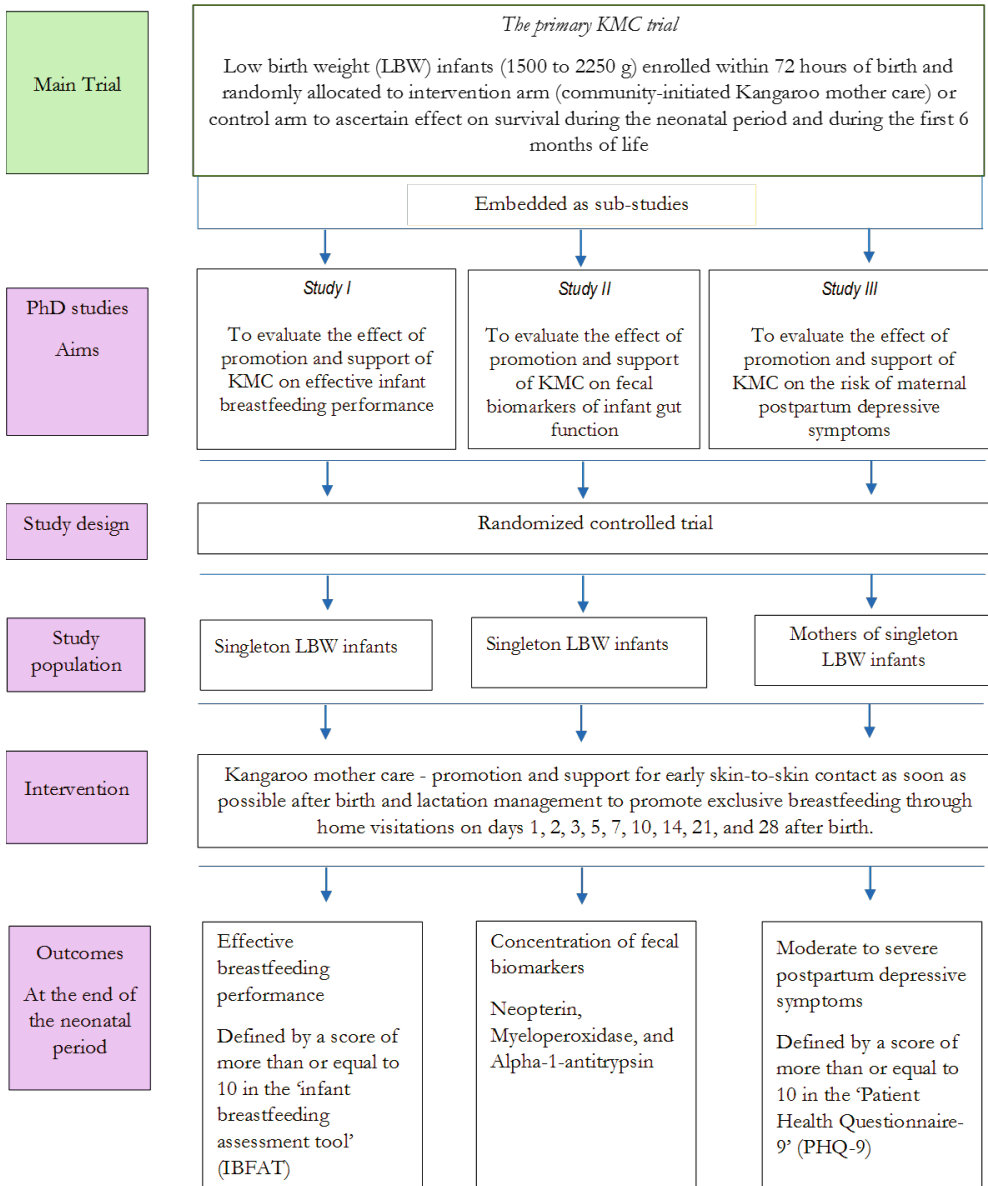 Main Trial
The primary KMC trial
Low birth weight (LBW) infants (1500 to 2250 g) enrolled within 72 hours of birth and
randomly allocated to intervention arm (community-initiated Kangaroo mother care) or
control arm to ascertain effect on survival during the neonatal period and during the first 6
months of life
Embedded as sub-studies
PhD studies
Aims
Study I
To evaluate the effect of
promotion and support of
KMC on effective infant
breastfeeding performance
Study II
To evaluate the effect of
promotion and support
of KMC on fecal
biomarkers of infant gut
function
Study III
To evaluate the effect of
promotion and support of
KMC on the risk of maternal
postpartum depressive
symptoms
Study design
Randomized controlled trial
Study
population
Singleton LBW infants
Singleton LBW infants
Mothers of singleton
LBW infants
Intervention
Kangaroo mother care - promotion and support for early skin-to-skin contact as soon as
possible after birth and lactation management to promote exclusive breastfeeding through
home visitations on days 1, 2, 3, 5, 7, 10, 14, 21, and 28 after birth.
Outcomes
At the end of
the neonatal
period
Effective
breastfeeding
performance
Defined by a score of
more than or equal to
10 in the ‘infant
breastfeeding
assessment tool’
(IBFAT)
Concentration of fecal
biomarkers
Neopterin,
Myeloperoxidase, and
Alpha-1-antitrypsin
Moderate to severe
postpartum depressive
symptoms
Defined by a score of
more than or equal to
10 in the ‘Patient
Health Questionnaire-
9’ (PHQ-9)